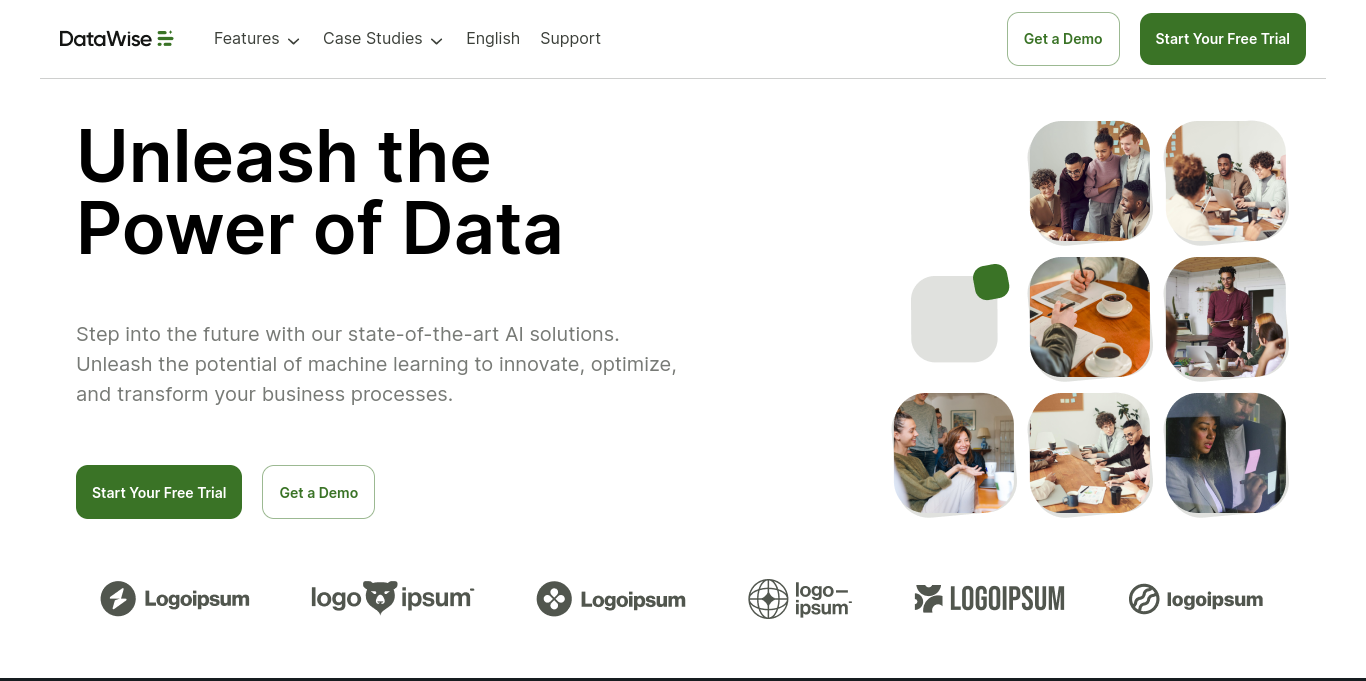 DataWise
Features
Case Studies
English
Support
Get a Demo
Start Your Free Trial
Unleash the
Power of Data
Step into the future with our state-of-the-art AI solutions.
Unleash the potential of machine learning to innovate, optimize,
and transform your business processes.
Start Your Free Trial
Get a Demo
Logoipsum
logo ipsum™
Logoipsum
logo—
ipsum™
LOGOIPSUM
logoipsum